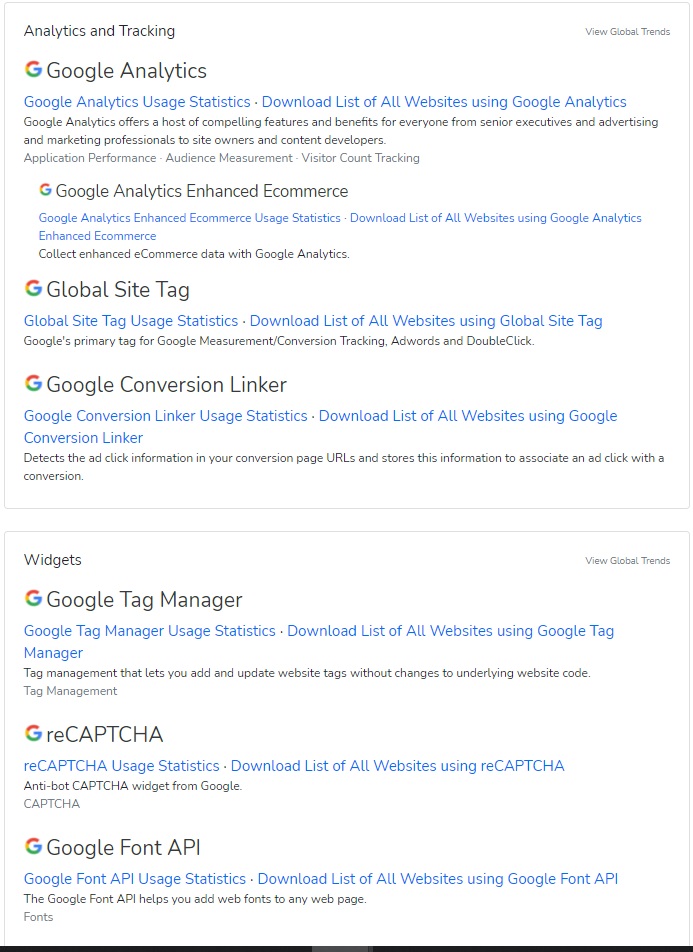 Analytics and Tracking
View Global Trends
Google Analytics
Google Analytics Usage Statistics · Download List of All Websites using Google Analytics
Google Analytics offers a host of compelling features and benefits for everyone from senior executives and advertising
and marketing professionals to site owners and content developers.
Application Performance · Audience Measurement · Visitor Count Tracking
Google Analytics Enhanced Ecommerce
Google Analytics Enhanced Ecommerce Usage Statistics · Download List of All Websites using Google Analytics
Enhanced Ecommerce
Collect enhanced eCommerce data with Google Analytics.
Global Site Tag
Global Site Tag Usage Statistics · Download List of All Websites using Global Site Tag
Google's primary tag for Google Measurement/Conversion Tracking, Adwords and DoubleClick.
Google Conversion Linker
Google Conversion Linker Usage Statistics · Download List of All Websites using Google
Conversion Linker
Detects the ad click information in your conversion page URLs and stores this information to associate an ad click with a
conversion.
Widgets
View Global Trends
Google Tag Manager
Google Tag Manager Usage Statistics · Download List of All Websites using Google Tag
Manager
Tag management that lets you add and update website tags without changes to underlying website code.
Tag Management
reCAPTCHA
reCAPTCHA Usage Statistics · Download List of All Websites using reCAPTCHA
Anti-bot CAPTCHA widget from Google.
CAPTCHA
Google Font API
Google Font API Usage Statistics · Download List of All Websites using Google Font API
The Google Font API helps you add web fonts to any web page.
Fonts